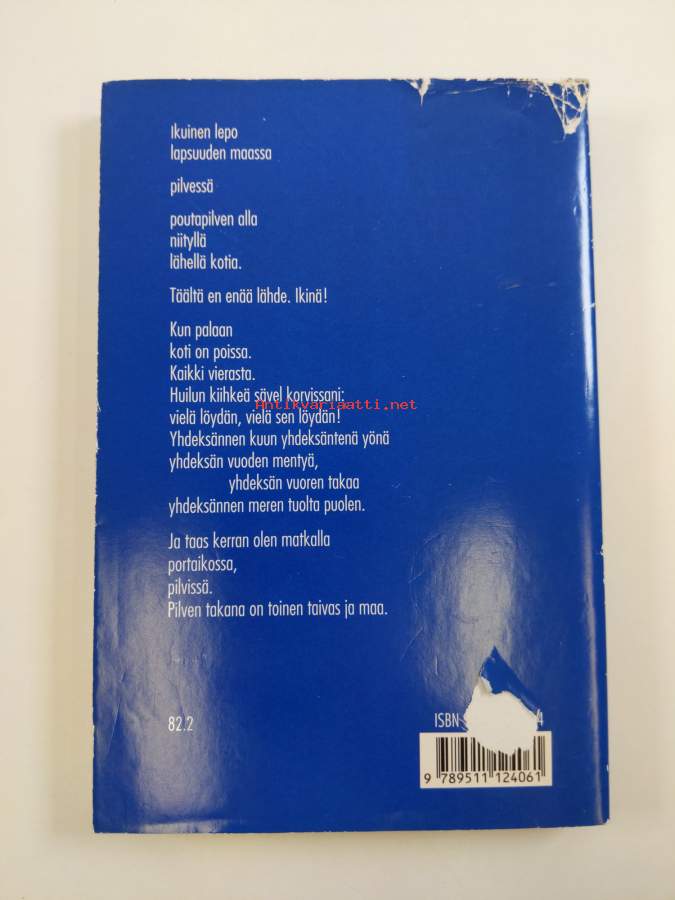 Ikuinen lepo
lapsuuden maassa
pilvessä
poutapilven alla
niityllä
lähellä kotia.
Täältä en enää lähde. Ikinä!
Kun palaan
koti on poissa.
Kaikki vierasta.
Huilun kiihkeä sävel korvissani:
Antikvariaatti.net
vielä löydän, vielä sen löydän!
Yhdeksännen kuun yhdeksäntenä yönä
yhdeksän vuoden mentyä,
yhdeksän vuoren takaa
yhdeksännen meren tuolta puolen.
Ja taas kerran olen matkalla
portaikossa,
pilvissä.
Pilven takana on toinen taivas ja maa.
82.2
ISBN 4
9 789511 124061